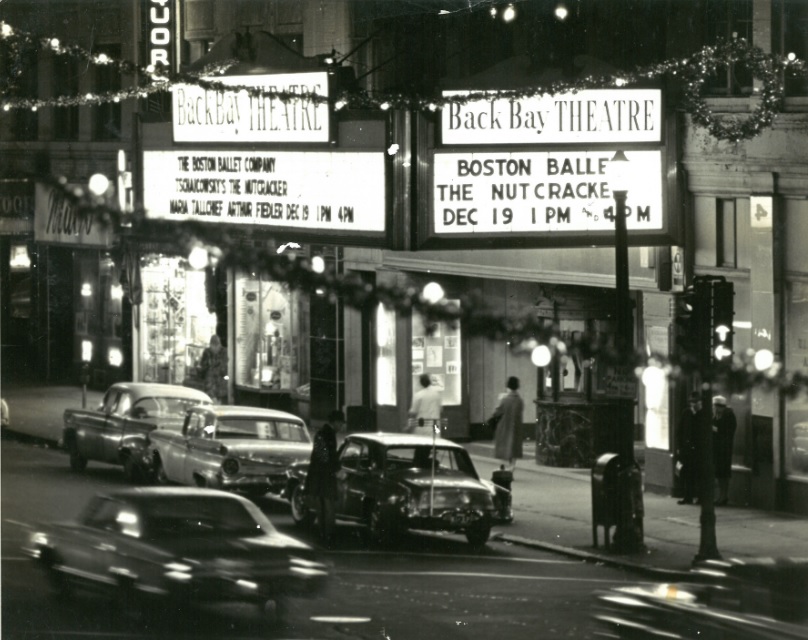 UOR
Back Bay THEATRE
THE BOSTON BALLET COMPANY
TSCHAIKOWSKY'S THE NUTCRACKER
MARIA TALLCHIEF ARTHUR FIEDLER DEC 19 1 PM 4 PM
Back Bay THEATRE
BOSTON BALLE
THE NUTCRACKE
DEC 19 1 PM 4 PM